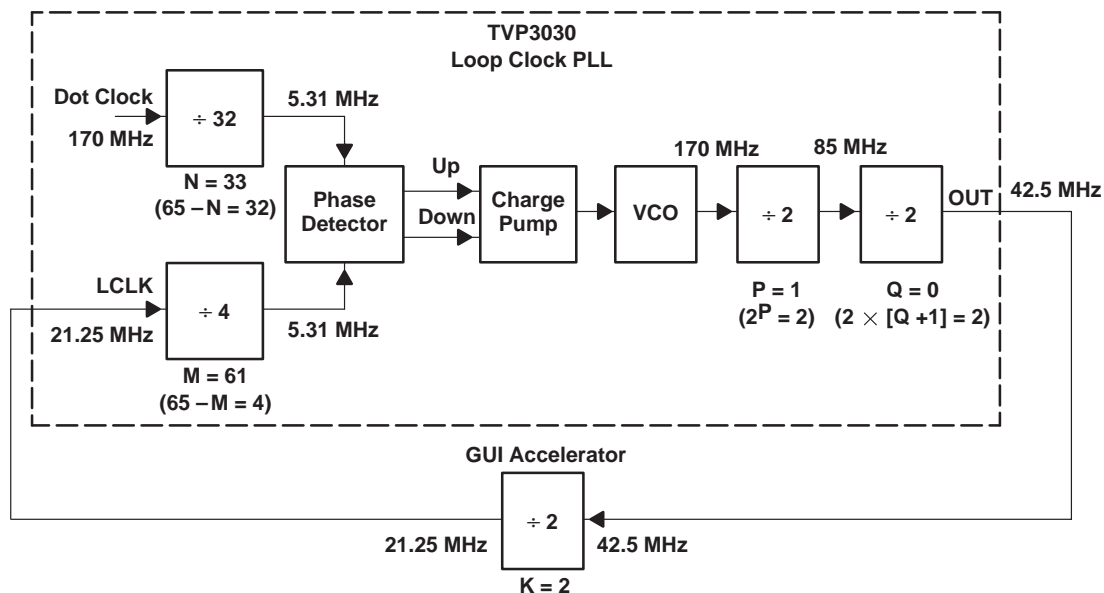 TVP3030
Loop Clock PLL
Dot Clock
170 MHz
÷ 32
5.31 MHz
N = 33
(65 – N = 32)
Phase
Detector
Up
Down
Charge
Pump
VCO
170 MHz
÷ 2
85 MHz
÷ 2
OUT
42.5 MHz
P = 1
(2^P = 2)
Q = 0
(2 × [Q +1] = 2)
LCLK
21.25 MHz
÷ 4
5.31 MHz
M = 61
(65 – M = 4)
GUI Accelerator
÷ 2
21.25 MHz
42.5 MHz
K = 2